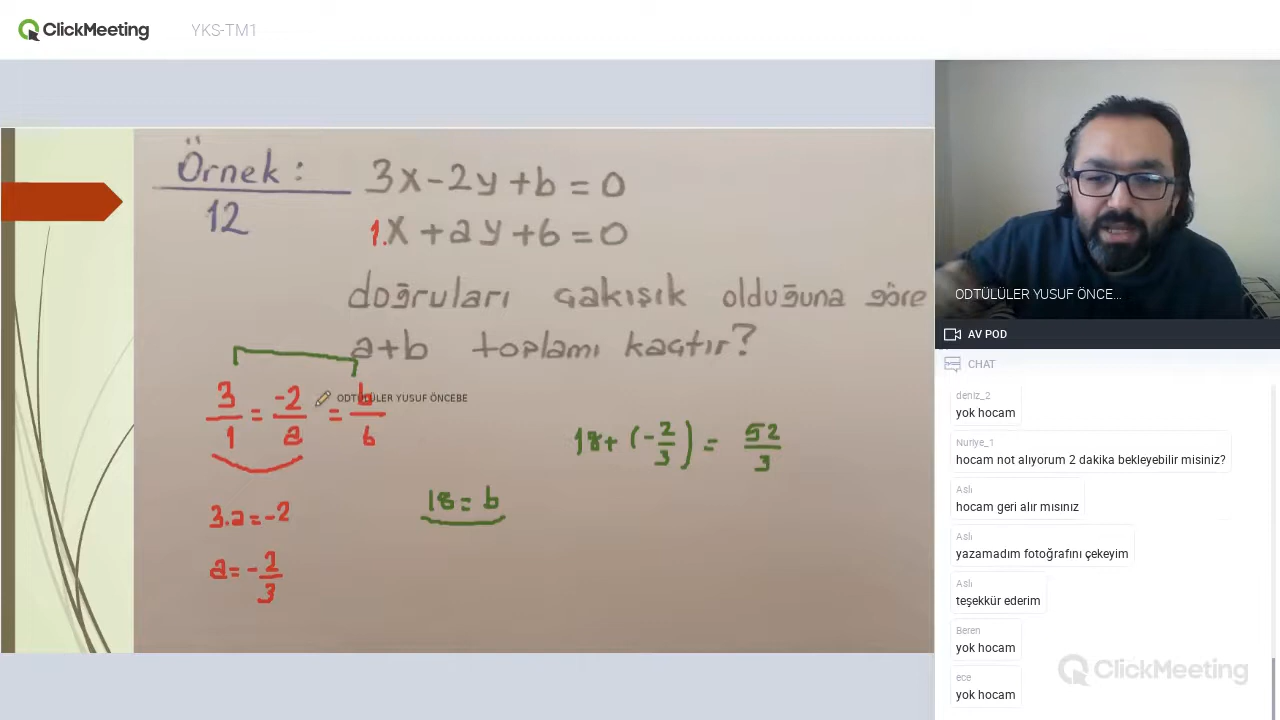 ClickMeeting
YKS-TM1
Örnek:
12
3x-2y+b=0
1.x+ay+6=0
doğruları çakışık olduğuna göre
a+b toplamı kaçtır?
3/1 = -2/a = b/6
ODTÜLÜLER YUSUF ÖNCEBE
3.a=-2
a=-2/3
18=b
18+(-2/3)=52/3
ODTÜLÜLER YUSUF ÖNCE...
AV POD
CHAT
deniz_2
yok hocam
Nuriye_1
hocam not alıyorum 2 dakika bekleyebilir misiniz?
Aslı
hocam geri alır mısınız
Aslı
yazamadım fotoğrafını çekeyim
Aslı
teşekkür ederim
Beren
yok hocam
ece
yok hocam
ClickMeeting